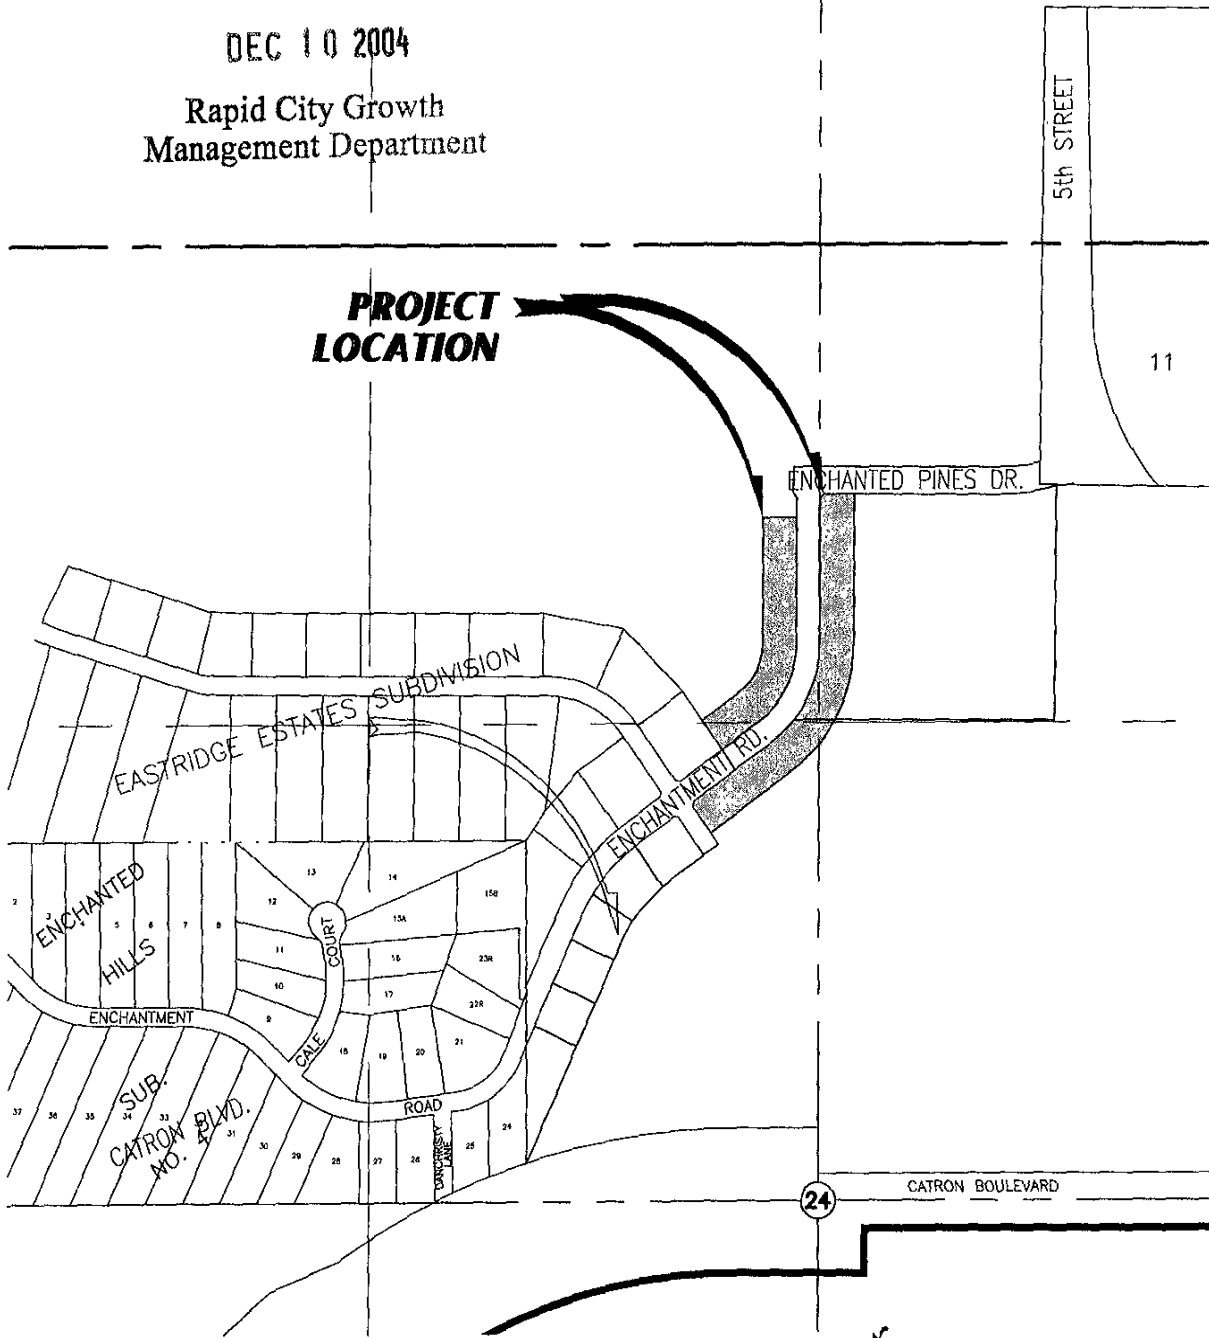 DEC 10 2004
Rapid City Growth
Management Department
5th STREET
PROJECT
LOCATION
11
ENCHANTED PINES DR.
EASTRIDGE ESTATES SUBDIVISION
ENCHANTMENT RD.
ENCHANTED
HILLS
2
3
5
6
7
8
12
13
14
15A
15B
11
16
23R
10
17
22R
9
COURT
CALE
ENCHANTMENT
18
19
20
21
ROAD
SUB.
CATRON BLVD.
NO.
37
36
35
34
33
31
30
29
28
27
26
DANCHRISTY
LANE
25
24
24
CATRON BOULEVARD